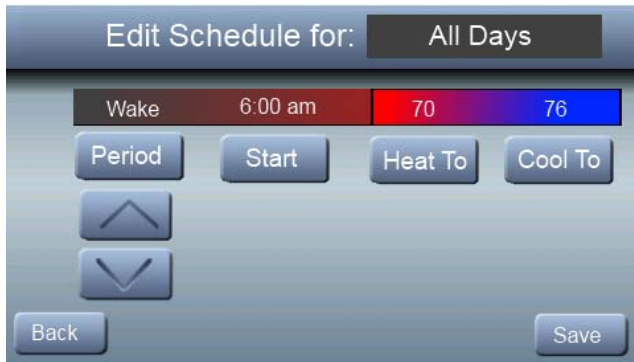 Edit Schedule for: All Days
Wake 6:00 am 70 76
Period Start Heat To Cool To
Back Save